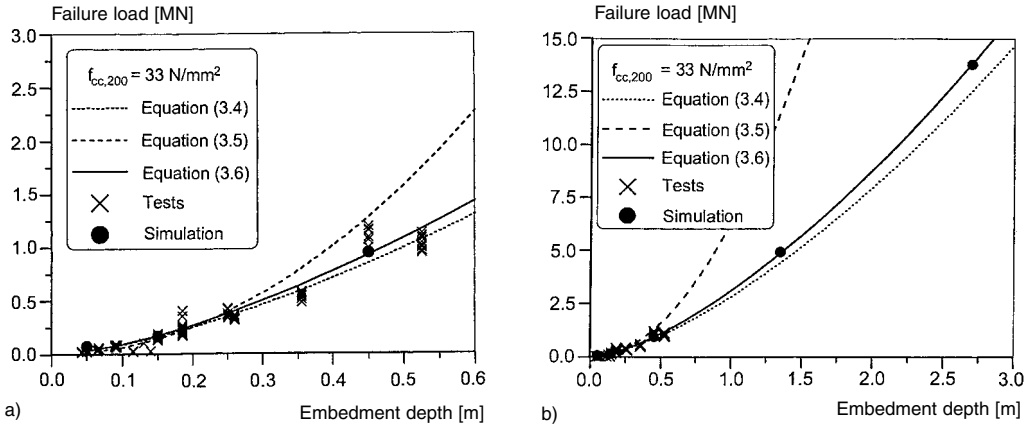 Failure load [MN]
3.0
2.5
2.0
1.5
1.0
0.5
0.0
f_cc,200 = 33 N/mm²
Equation (3.4)
Equation (3.5)
Equation (3.6)
Tests
Simulation
0.0 0.1 0.2 0.3 0.4 0.5 0.6
a)
Embedment depth [m]
Failure load [MN]
15.0
12.5
10.0
7.5
5.0
2.5
0.0
f_cc,200 = 33 N/mm²
Equation (3.4)
Equation (3.5)
Equation (3.6)
Tests
Simulation
0.0 0.5 1.0 1.5 2.0 2.5 3.0
b)
Embedment depth [m]